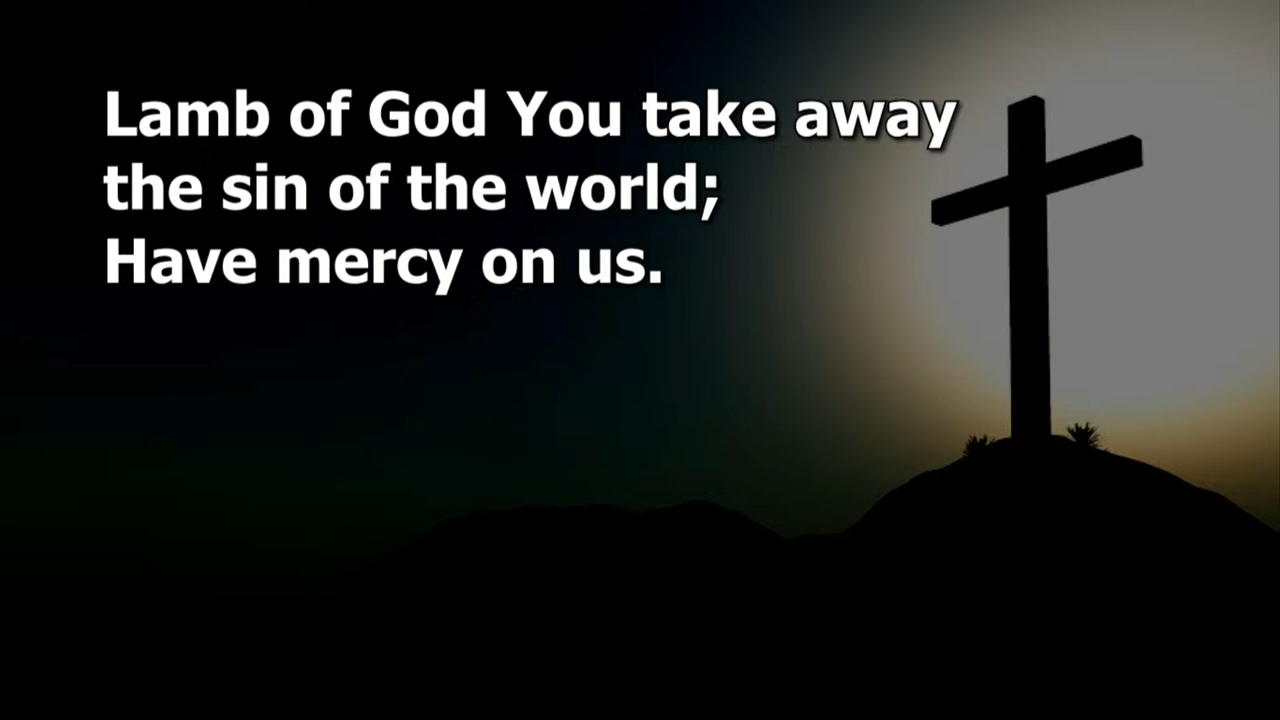 Lamb of God You take away
the sin of the world;
Have mercy on us.